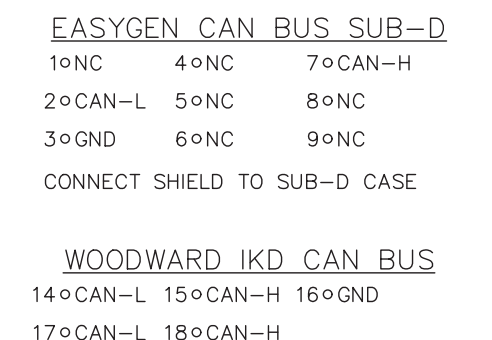 EASYGEN CAN BUS SUB-D
1○NC 4○NC 7○CAN-H
2○CAN-L 5○NC 8○NC
3○GND 6○NC 9○NC
CONNECT SHIELD TO SUB-D CASE
WOODWARD IKD CAN BUS
14○CAN-L 15○CAN-H 16○GND
17○CAN-L 18○CAN-H